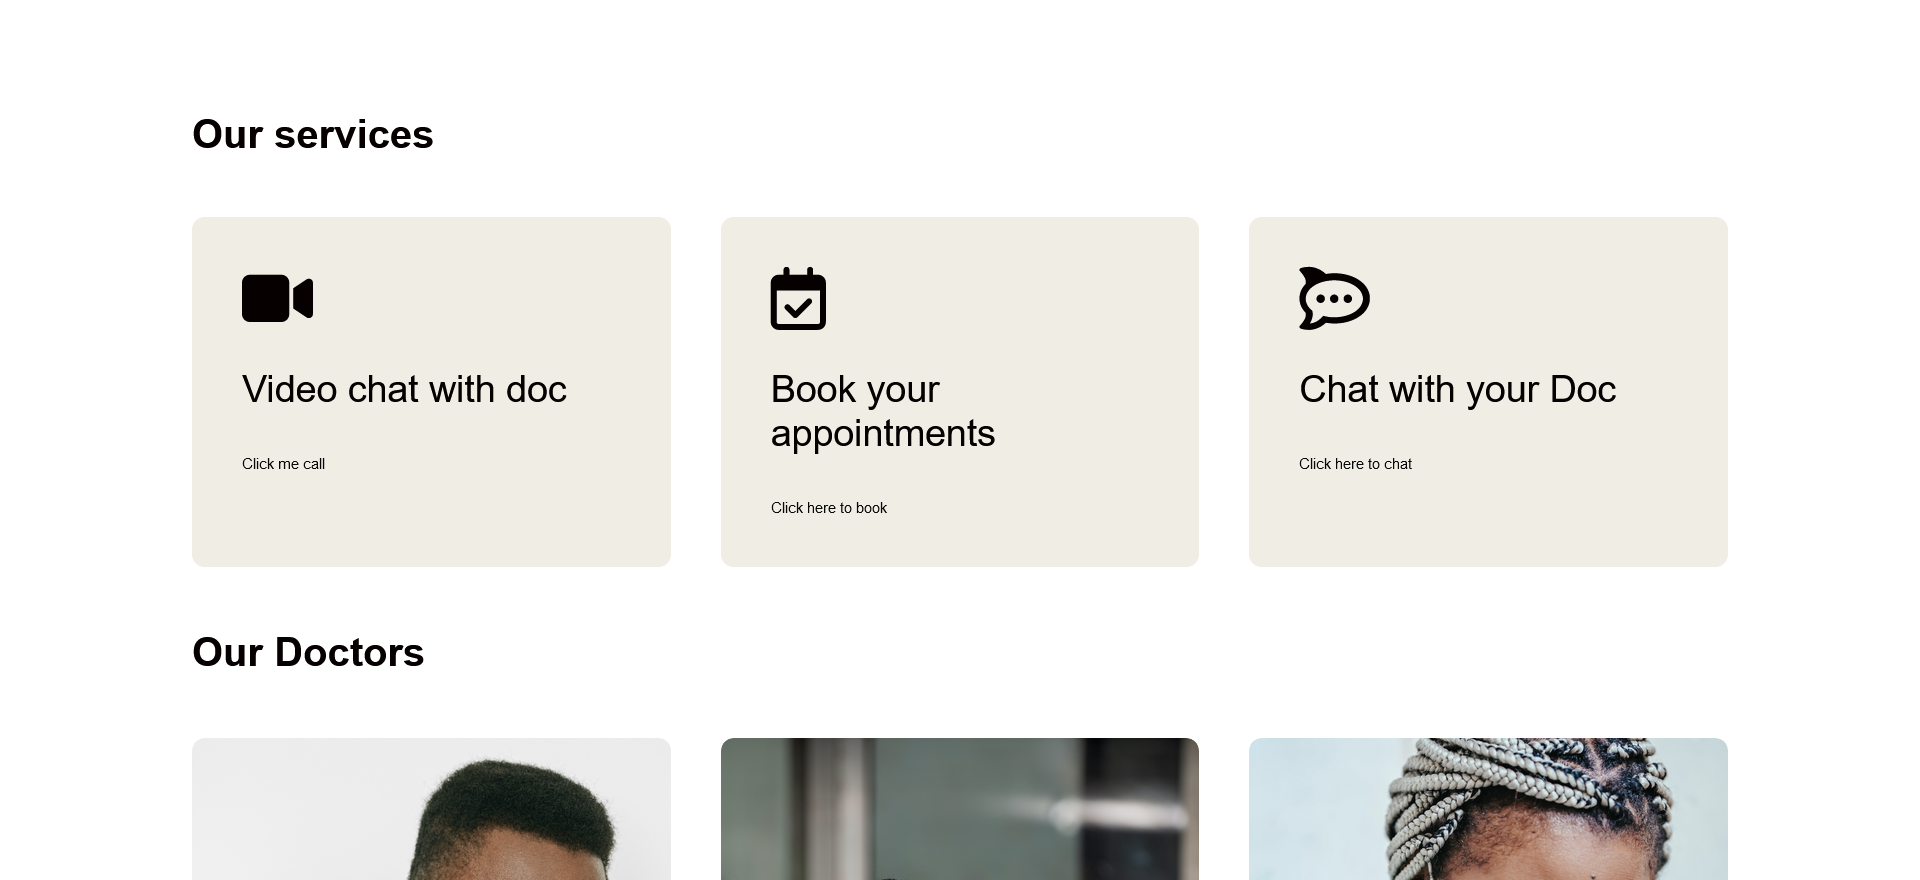 Our services
Video chat with doc
Click me call
Book your
appointments
Click here to book
Chat with your Doc
Click here to chat
Our Doctors